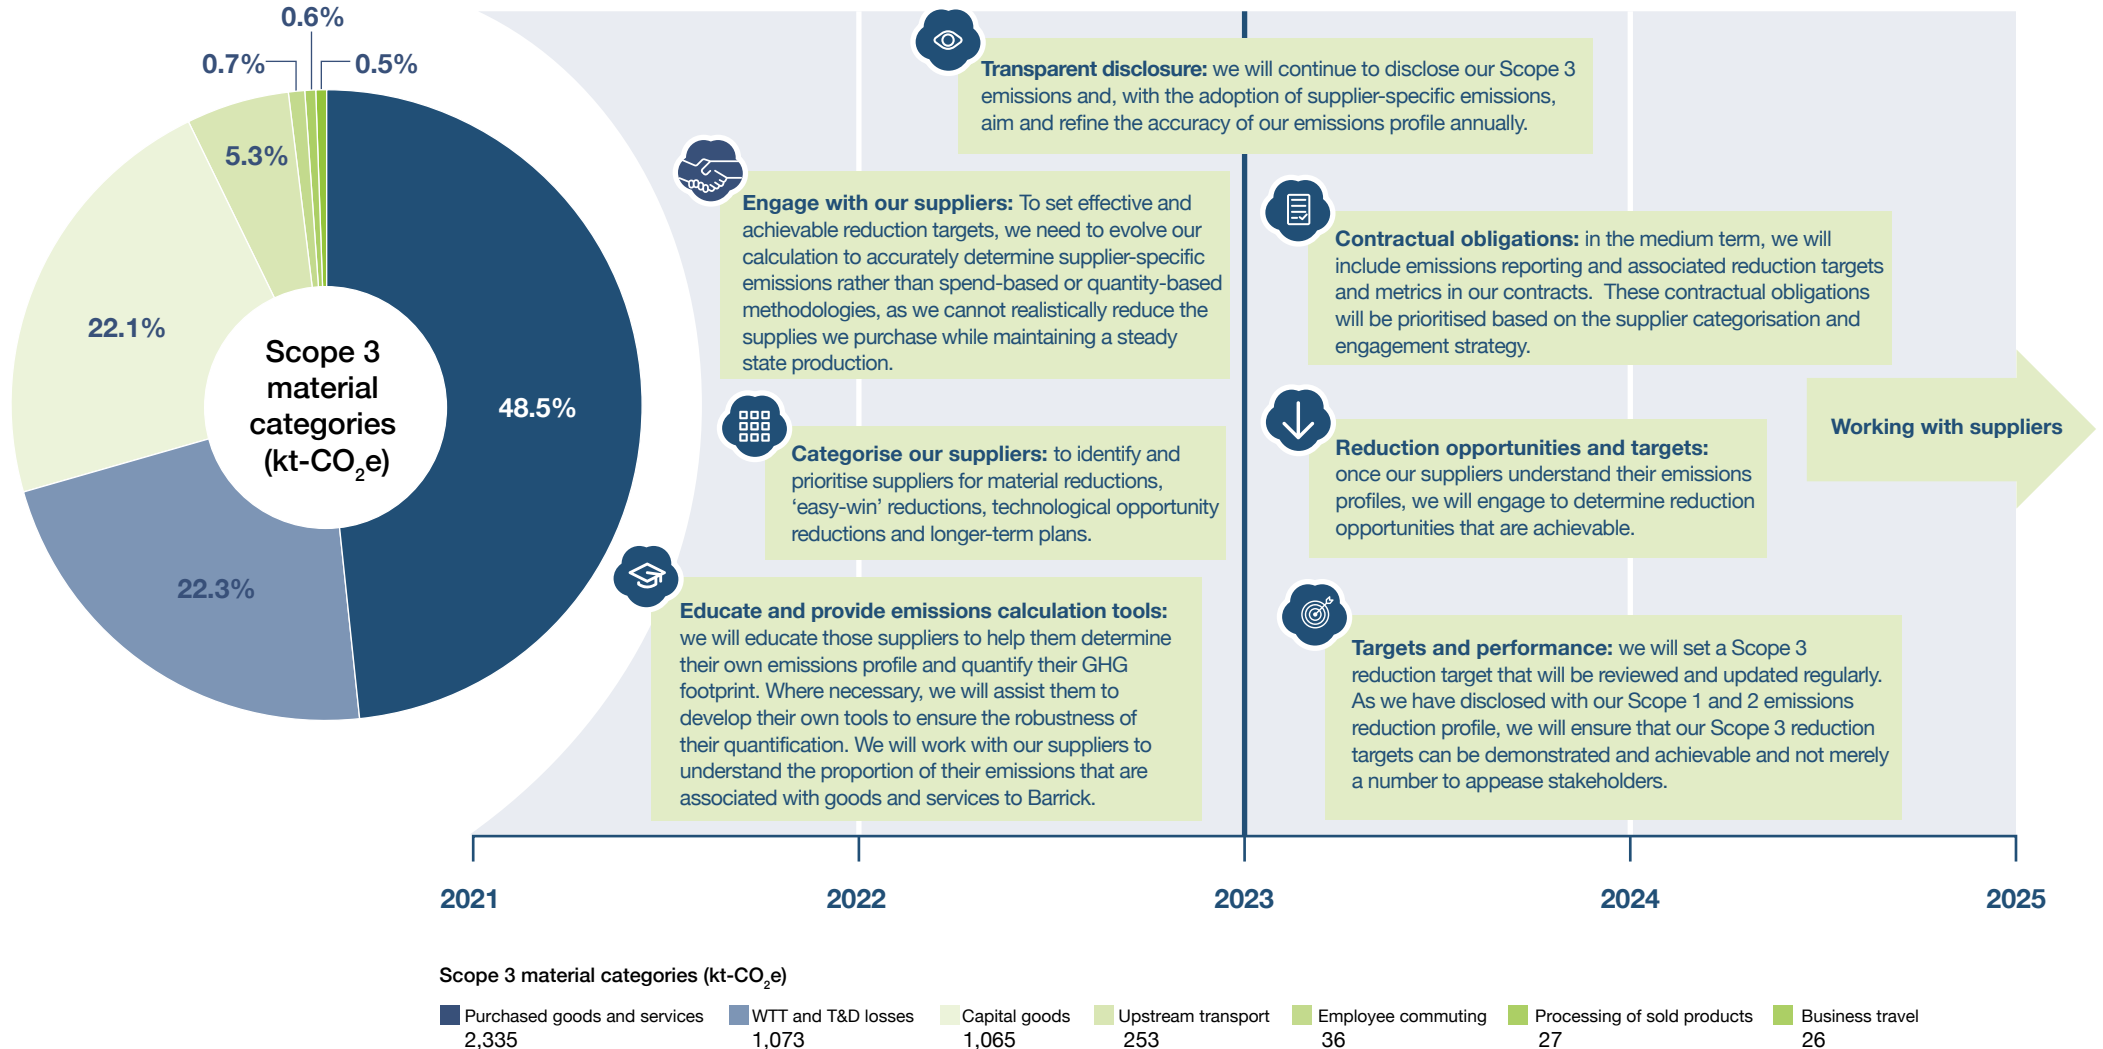 0.6%
0.7%
0.5%
5.3%
22.1%
48.5%
22.3%
Scope 3
material
categories
(kt-CO2e)
Transparent disclosure: we will continue to disclose our Scope 3
emissions and, with the adoption of supplier-specific emissions,
aim and refine the accuracy of our emissions profile annually.
Engage with our suppliers: To set effective and
achievable reduction targets, we need to evolve our
calculation to accurately determine supplier-specific
emissions rather than spend-based or quantity-based
methodologies, as we cannot realistically reduce the
supplies we purchase while maintaining a steady
state production.
Categorise our suppliers: to identify and
prioritise suppliers for material reductions,
‘easy-win’ reductions, technological opportunity
reductions and longer-term plans.
Educate and provide emissions calculation tools:
we will educate those suppliers to help them determine
their own emissions profile and quantify their GHG
footprint. Where necessary, we will assist them to
develop their own tools to ensure the robustness of
their quantification. We will work with our suppliers to
understand the proportion of their emissions that are
associated with goods and services to Barrick.
Contractual obligations: in the medium term, we will
include emissions reporting and associated reduction targets
and metrics in our contracts. These contractual obligations
will be prioritised based on the supplier categorisation and
engagement strategy.
Reduction opportunities and targets:
once our suppliers understand their emissions
profiles, we will engage to determine reduction
opportunities that are achievable.
Targets and performance: we will set a Scope 3
reduction target that will be reviewed and updated regularly.
As we have disclosed with our Scope 1 and 2 emissions
reduction profile, we will ensure that our Scope 3 reduction
targets can be demonstrated and achievable and not merely
a number to appease stakeholders.
Working with suppliers
2021
2022
2023
2024
2025
Scope 3 material categories (kt-CO2e)
Purchased goods and services
2,335
WTT and T&D losses
1,073
Capital goods
1,065
Upstream transport
253
Employee commuting
36
Processing of sold products
27
Business travel
26